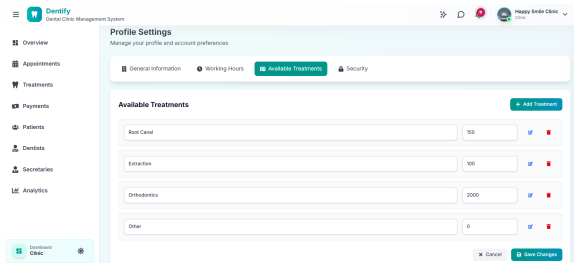 Dentify
Dental Clinic Management System
Happy Smile Clinic
Clinic
Overview
Appointments
Treatments
Payments
Patients
Dentists
Secretaries
Analytics
Dashboard
Clinic
Profile Settings
Manage your profile and account preferences
General Information
Working Hours
Available Treatments
Security
Available Treatments
+ Add Treatment
Root Canal 150
Extraction 100
Orthodontics 2000
Other 0
× Cancel
Save Changes